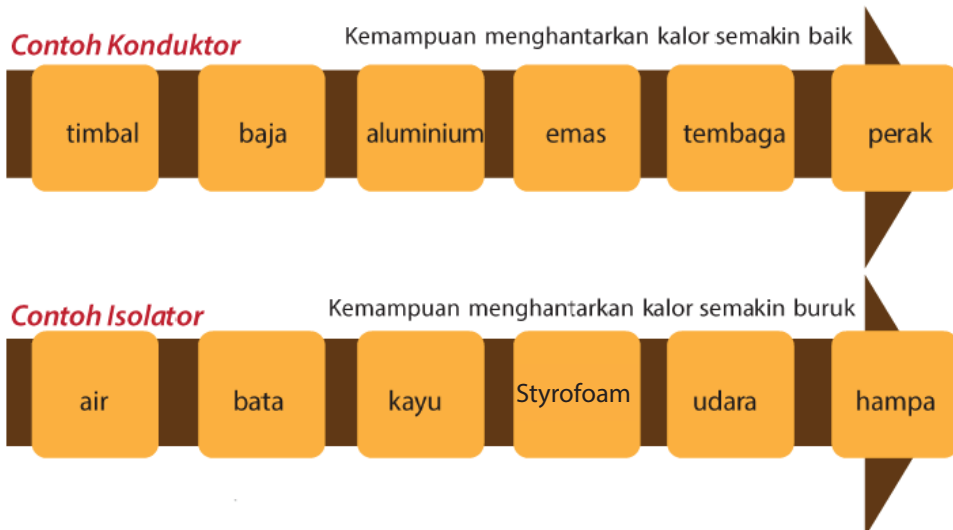 Contoh Konduktor
Kemampuan menghantarkan kalor semakin baik
timbal
baja
aluminium
emas
tembaga
perak
Contoh Isolator
Kemampuan menghantarkan kalor semakin buruk
air
bata
kayu
Styrofoam
udara
hampa